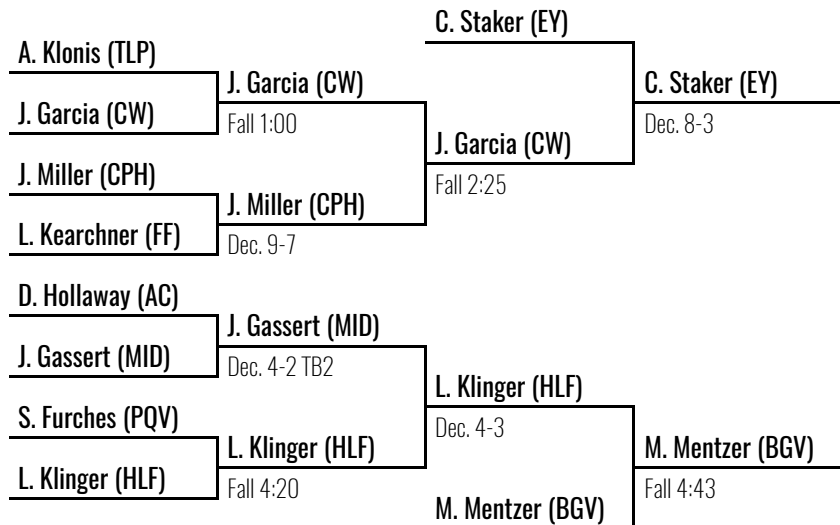 A. Klonis (TLP)
J. Garcia (CW)
J. Miller (CPH)
L. Kearchner (FF)
D. Hollaway (AC)
J. Gassert (MID)
S. Furches (PQV)
L. Klinger (HLF)
J. Garcia (CW)
Fall 1:00
J. Miller (CPH)
Dec. 9-7
J. Gassert (MID)
Dec. 4-2 TB2
L. Klinger (HLF)
Fall 4:20
C. Staker (EY)
J. Garcia (CW)
Fall 2:25
L. Klinger (HLF)
Dec. 4-3
M. Mentzer (BGV)
C. Staker (EY)
Dec. 8-3
M. Mentzer (BGV)
Fall 4:43